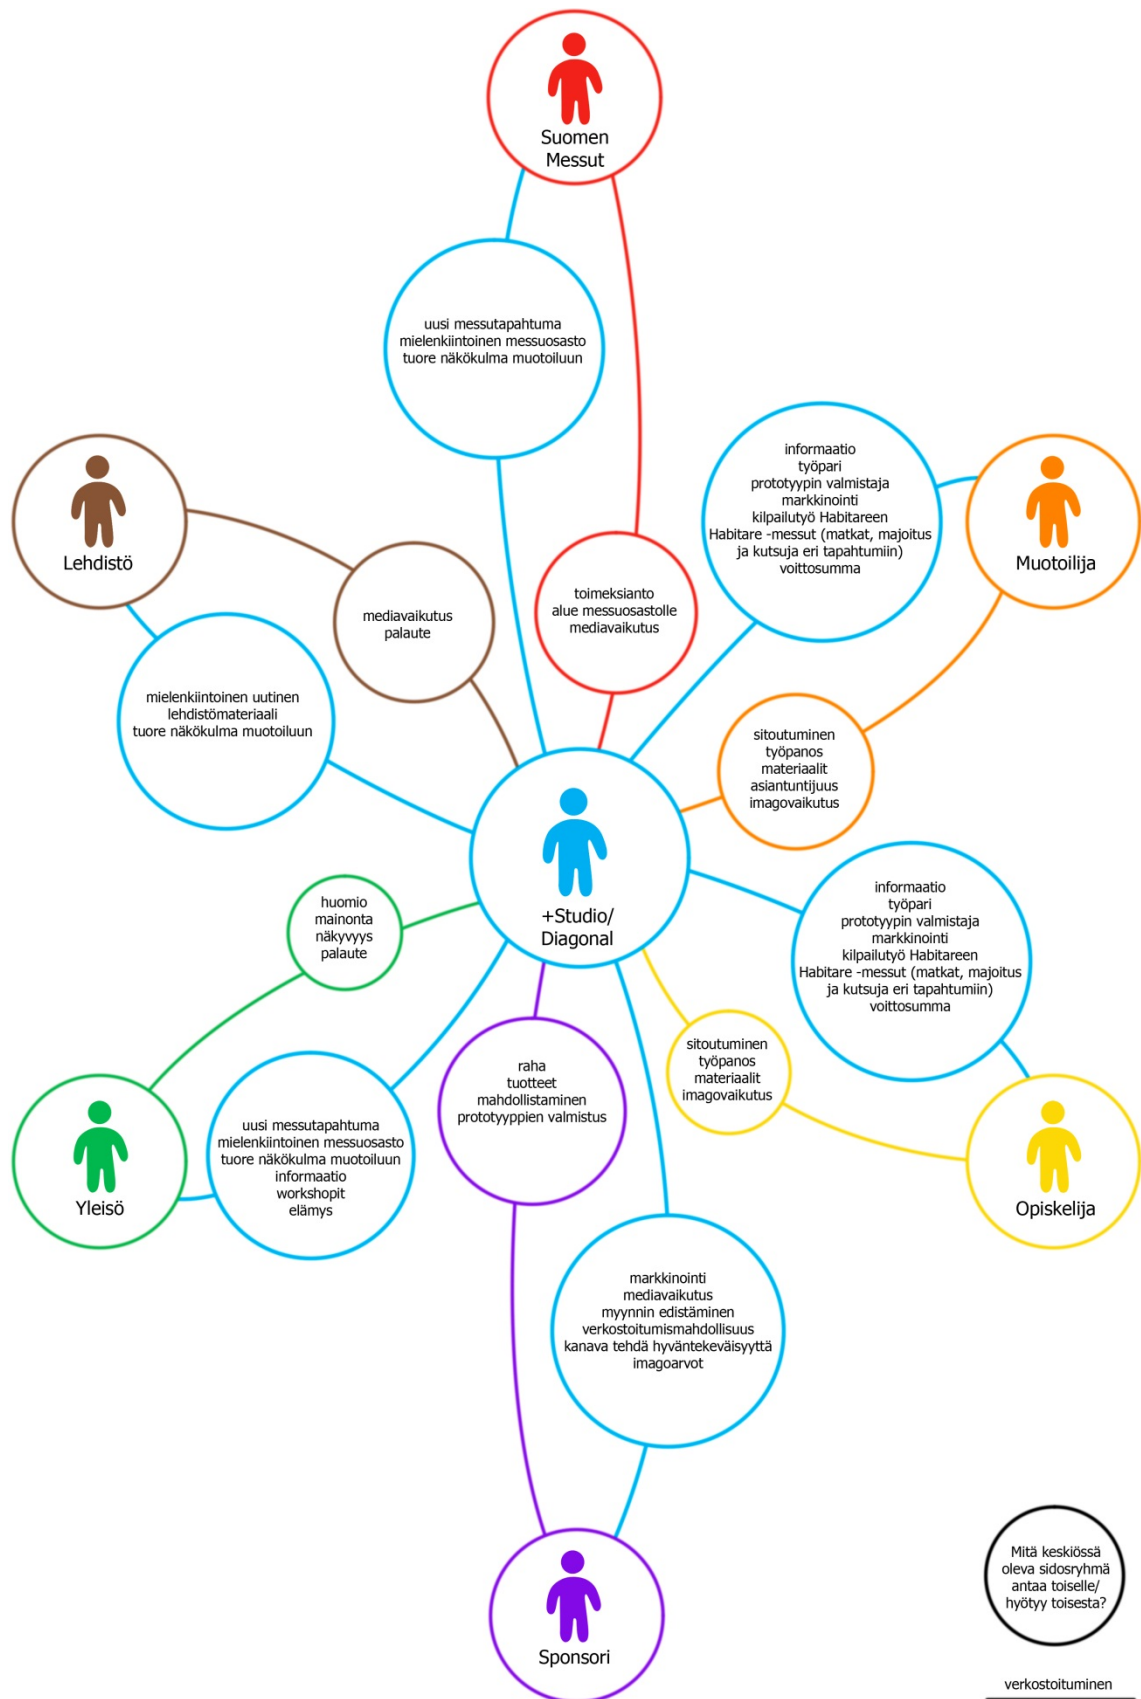 Suomen
Messut
uusi messutapahtuma
mielenkiintoinen messuosasto
tuore näkökulma muotoiluun
informaatio
työpari
prototyypin valmistaja
markkinointi
kilpailutyö Habitareen
Habitare -messut (matkat, majoitus
ja kutsuja eri tapahtumiin)
voittosumma
Muotoilija
Lehdistö
mediavaikutus
palaute
toimeksianto
alue messuosastolle
mediavaikutus
mielenkiintoinen uutinen
lehdistömateriaali
tuore näkökulma muotoiluun
sitoutuminen
työpanos
materiaalit
asiantuntijuus
imagovaikutus
+Studio/
Diagonal
huomio
mainonta
näkyvyys
palaute
informaatio
työpari
prototyypin valmistaja
markkinointi
kilpailutyö Habitareen
Habitare -messut (matkat, majoitus
ja kutsuja eri tapahtumiin)
voittosumma
sitoutuminen
työpanos
materiaalit
imagovaikutus
raha
tuotteet
mahdollistaminen
prototyyppien valmistus
uusi messutapahtuma
mielenkiintoinen messuosasto
tuore näkökulma muotoiluun
informaatio
workshopit
elämys
Yleisö
Opiskelija
markkinointi
mediavaikutus
myynnin edistäminen
verkostoitumismahdollisuus
kanava tehdä hyväntekeväisyyttä
imagoarvot
Sponsori
Mitä keskiössä
oleva sidosryhmä
antaa toiselle/
hyötyy toisesta?
verkostoituminen